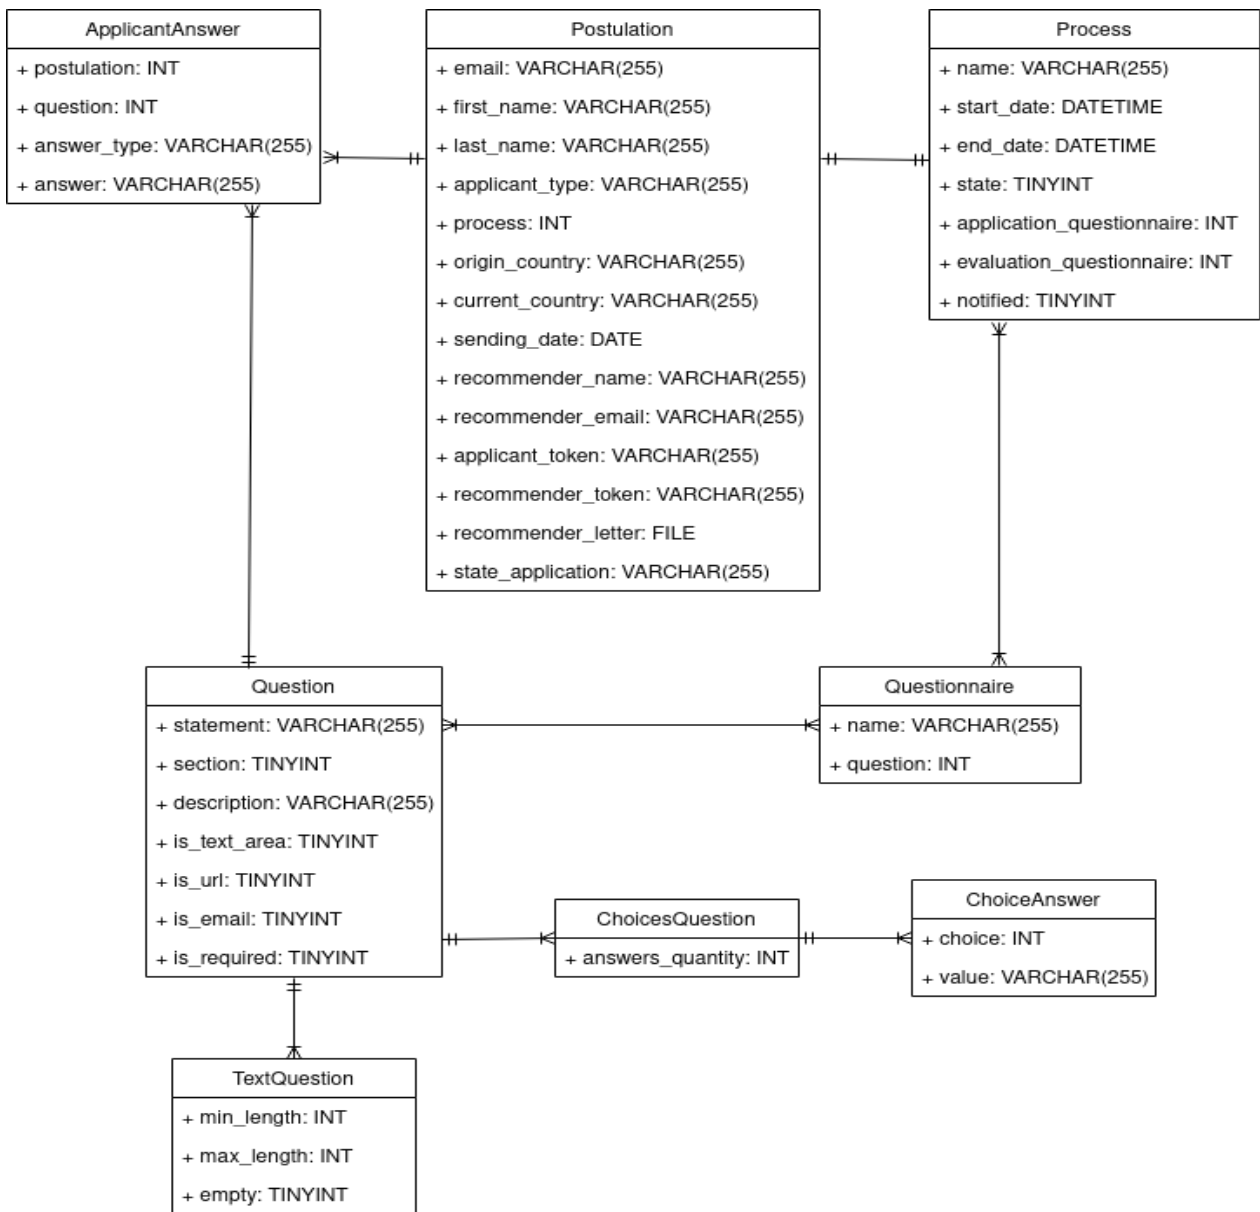 ApplicantAnswer
+ postulation: INT
+ question: INT
+ answer_type: VARCHAR(255)
+ answer: VARCHAR(255)
Postulation
+ email: VARCHAR(255)
+ first_name: VARCHAR(255)
+ last_name: VARCHAR(255)
+ applicant_type: VARCHAR(255)
+ process: INT
+ origin_country: VARCHAR(255)
+ current_country: VARCHAR(255)
+ sending_date: DATE
+ recommender_name: VARCHAR(255)
+ recommender_email: VARCHAR(255)
+ applicant_token: VARCHAR(255)
+ recommender_token: VARCHAR(255)
+ recommender_letter: FILE
+ state_application: VARCHAR(255)
Process
+ name: VARCHAR(255)
+ start_date: DATETIME
+ end_date: DATETIME
+ state: TINYINT
+ application_questionnaire: INT
+ evaluation_questionnaire: INT
+ notified: TINYINT
Question
+ statement: VARCHAR(255)
+ section: TINYINT
+ description: VARCHAR(255)
+ is_text_area: TINYINT
+ is_url: TINYINT
+ is_email: TINYINT
+ is_required: TINYINT
Questionnaire
+ name: VARCHAR(255)
+ question: INT
ChoicesQuestion
+ answers_quantity: INT
ChoiceAnswer
+ choice: INT
+ value: VARCHAR(255)
TextQuestion
+ min_length: INT
+ max_length: INT
+ empty: TINYINT